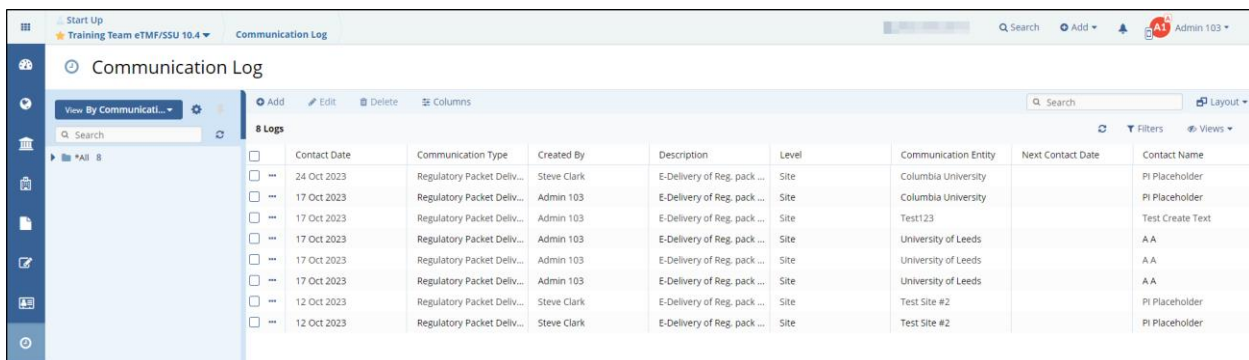 Start Up
Training Team eTMF/SSU 10.4 Communication Log Search Add A1 Admin 103
Communication Log
View By Communicati... Add Edit Delete Columns Search Layout
Search 8 Logs Filters Views
*All 8 Contact Date Communication Type Created By Description Level Communication Entity Next Contact Date Contact Name
24 Oct 2023 Regulatory Packet Deliv... Steve Clark E-Delivery of Reg. pack ... Site Columbia University PI Placeholder
17 Oct 2023 Regulatory Packet Deliv... Admin 103 E-Delivery of Reg. pack ... Site Columbia University PI Placeholder
17 Oct 2023 Regulatory Packet Deliv... Admin 103 E-Delivery of Reg. pack ... Site Test123 Test Create Text
17 Oct 2023 Regulatory Packet Deliv... Admin 103 E-Delivery of Reg. pack ... Site University of Leeds A A
17 Oct 2023 Regulatory Packet Deliv... Admin 103 E-Delivery of Reg. pack ... Site University of Leeds A A
17 Oct 2023 Regulatory Packet Deliv... Admin 103 E-Delivery of Reg. pack ... Site University of Leeds A A
12 Oct 2023 Regulatory Packet Deliv... Steve Clark E-Delivery of Reg. pack ... Site Test Site #2 PI Placeholder
12 Oct 2023 Regulatory Packet Deliv... Steve Clark E-Delivery of Reg. pack ... Site Test Site #2 PI Placeholder